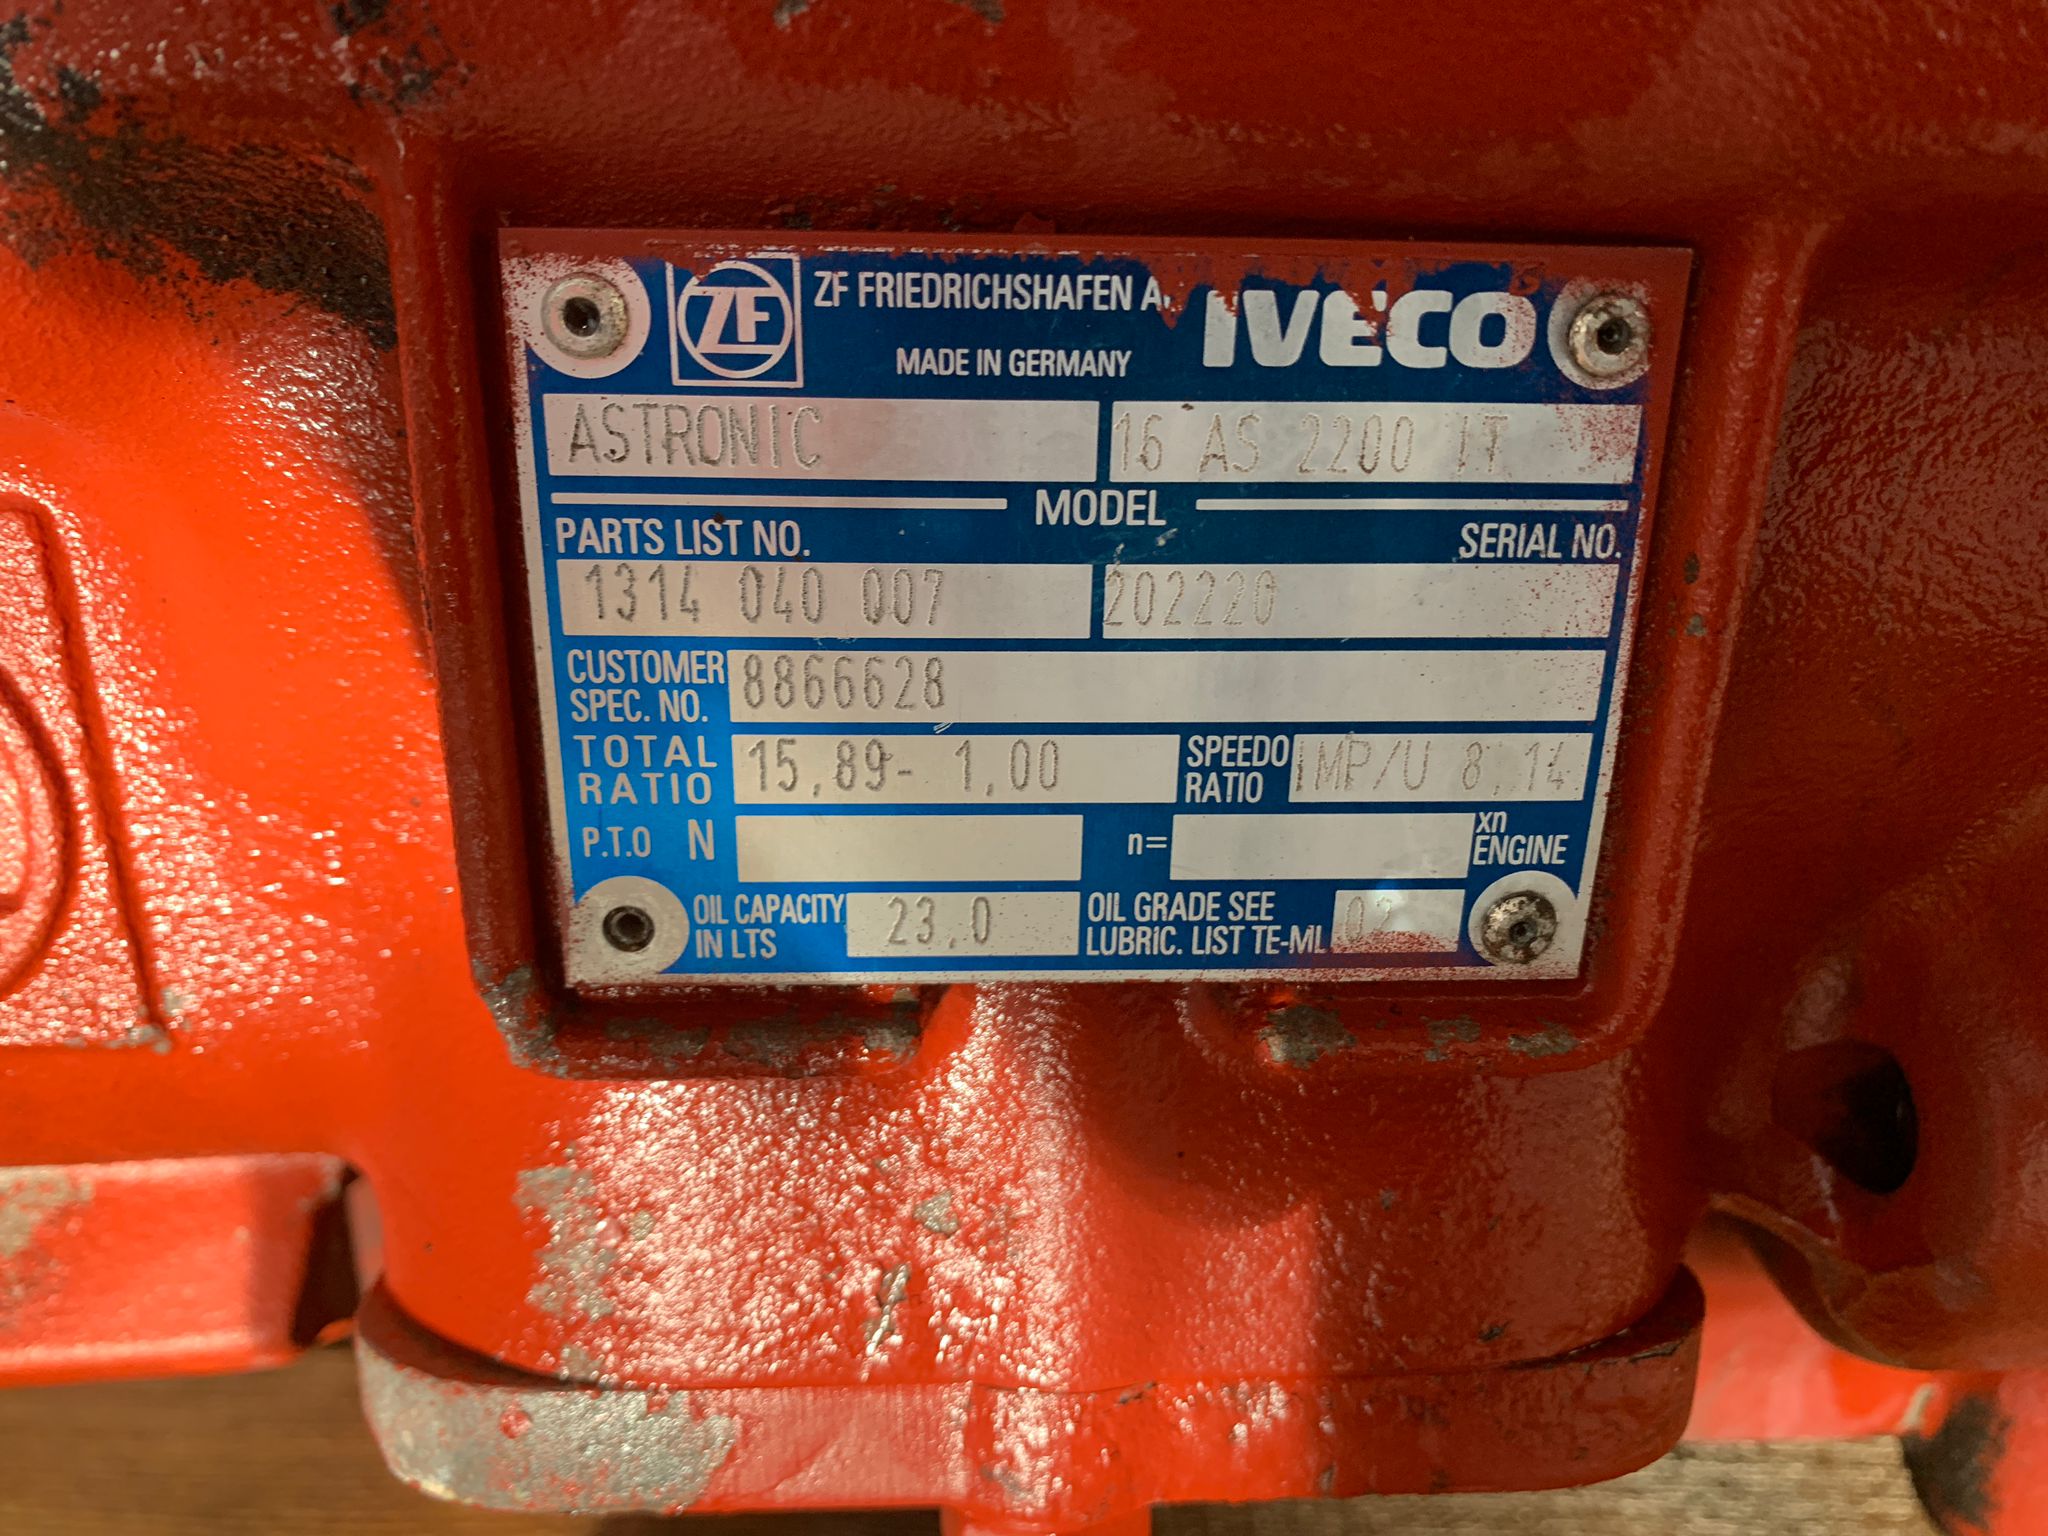 ZF
ZF FRIEDRICHSHAFEN A
MADE IN GERMANY
IVECO
ASTRONIC
16 AS 2200 IT
MODEL
PARTS LIST NO.
SERIAL NO.
1314 040 007
202220
CUSTOMER
SPEC. NO.
8866628
TOTAL
RATIO
15,89- 1,00
SPEEDO
RATIO
IMP/U 8,14
P.T.O N
n=
xn
ENGINE
OIL CAPACITY
IN LTS
23,0
OIL GRADE SEE
LUBRIC. LIST TE-ML
02